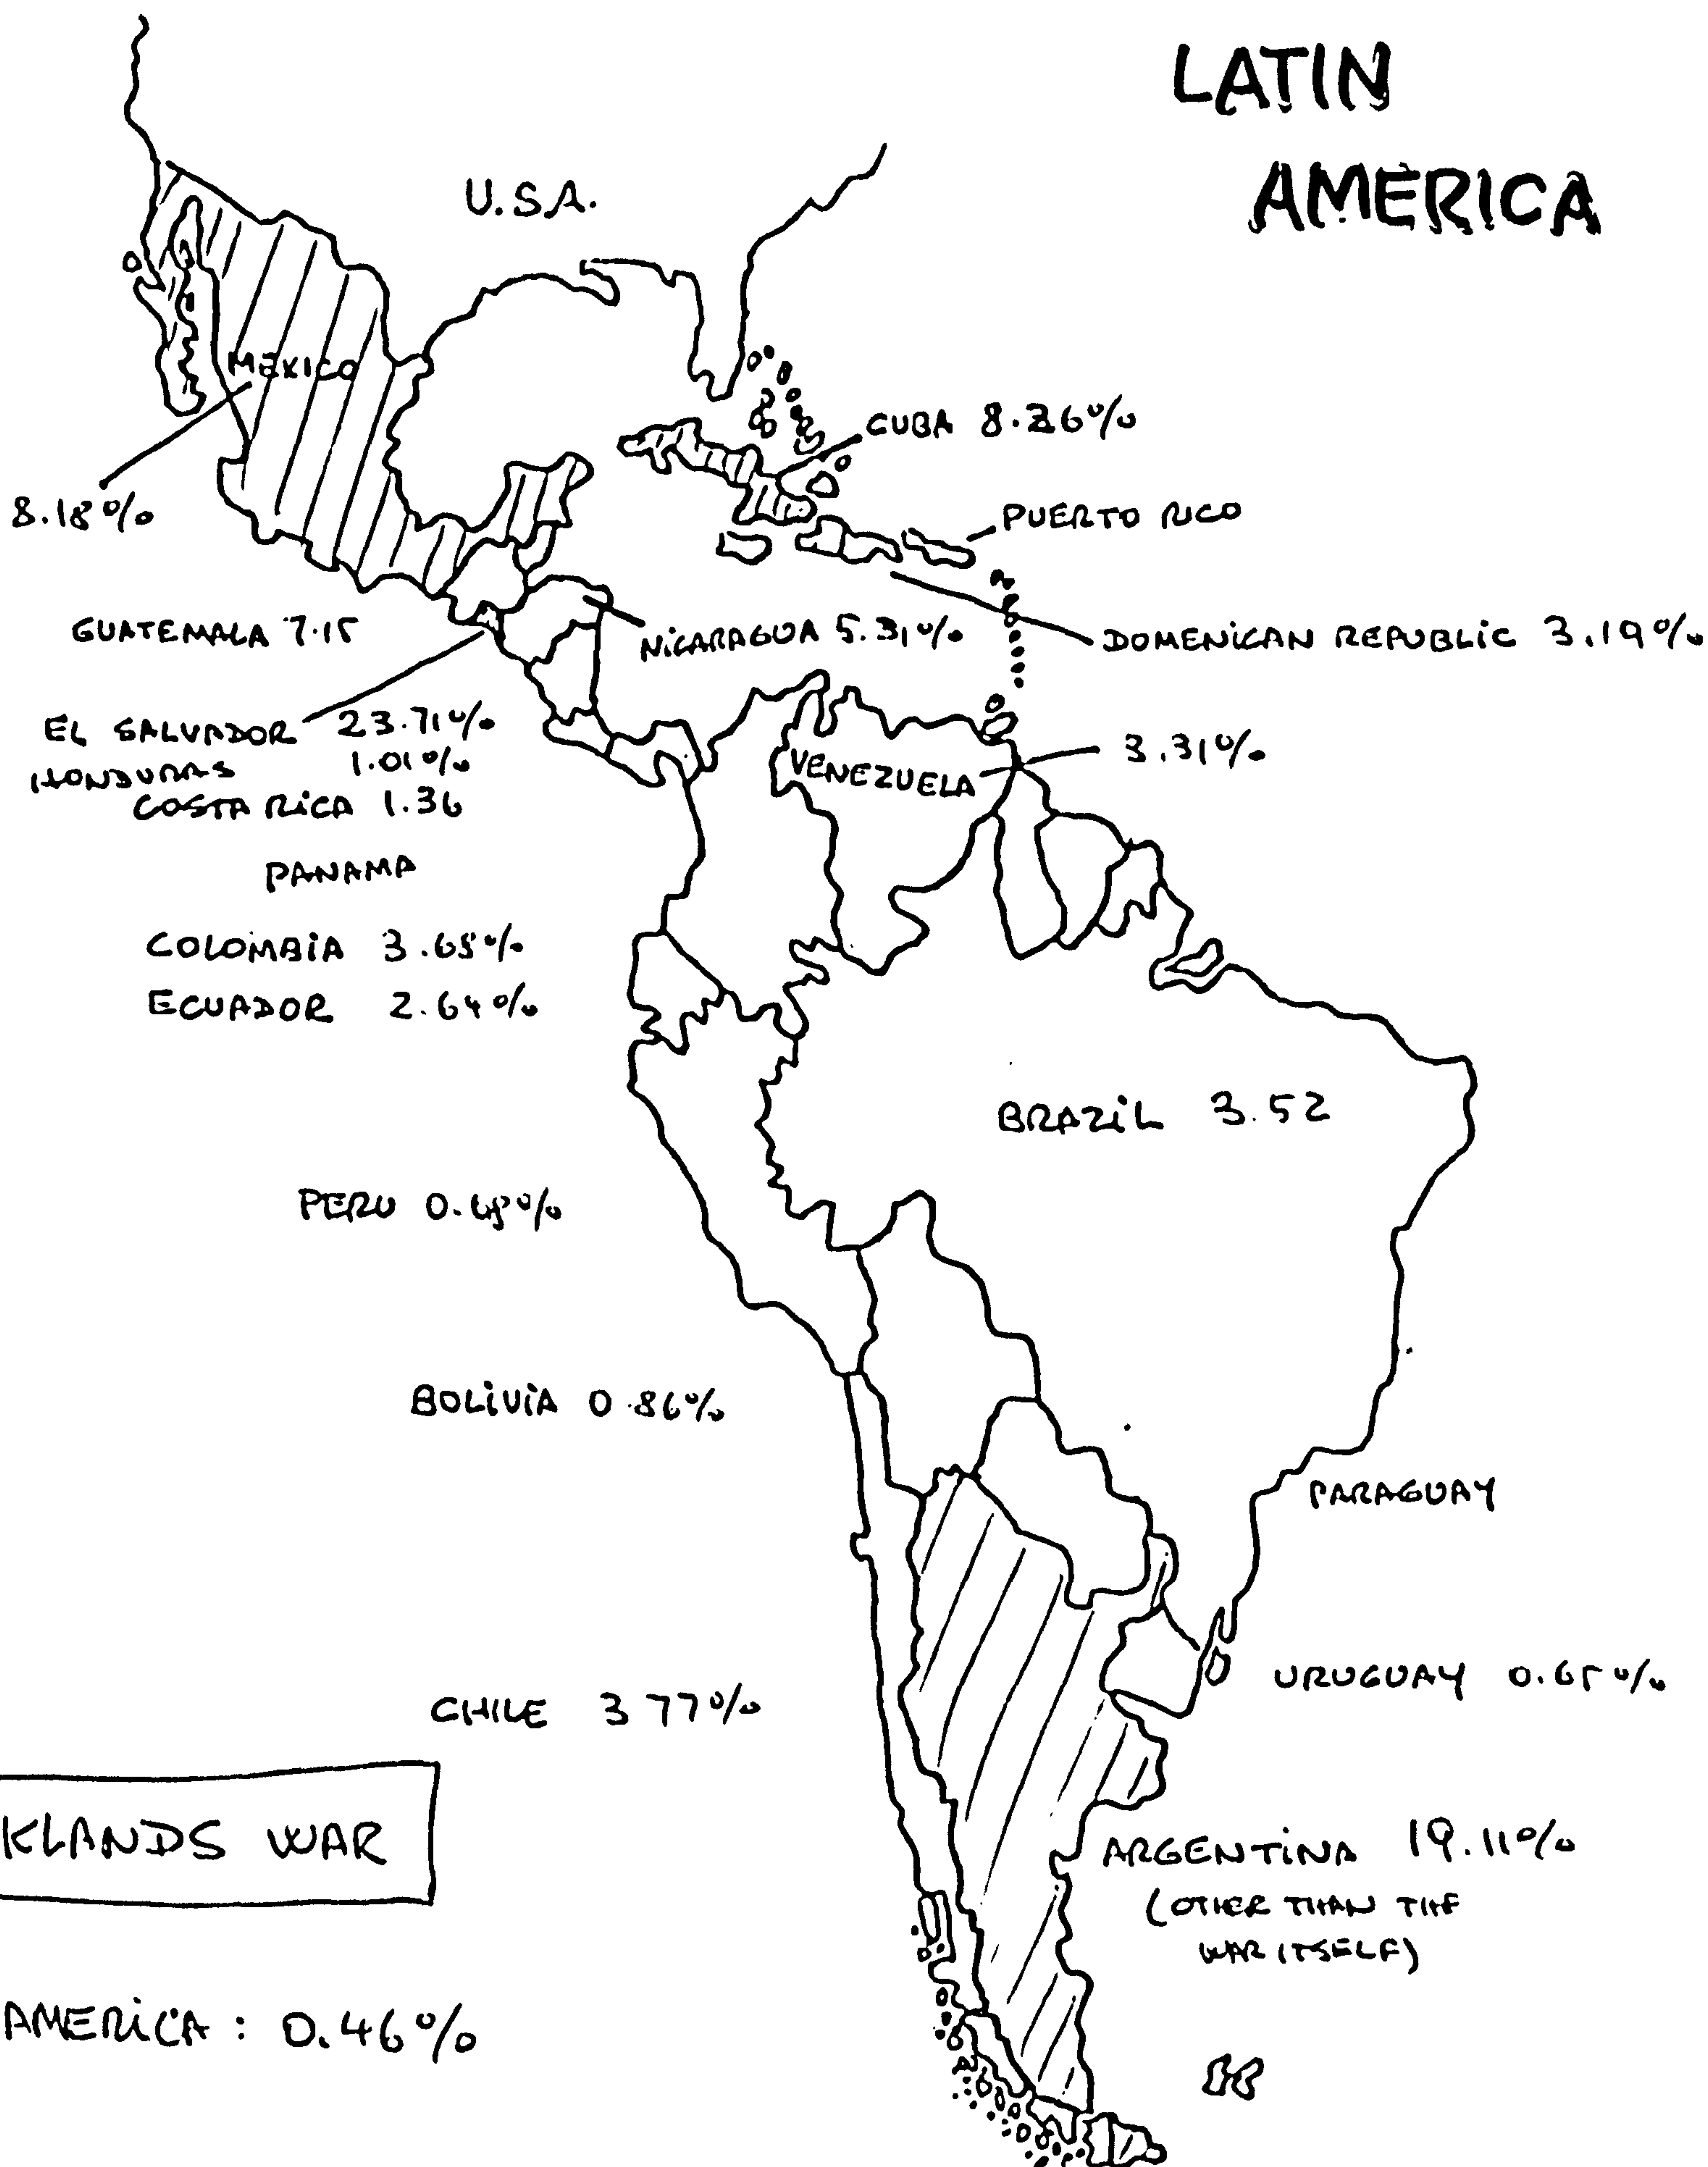 LATIN
AMERICA
U.S.A.
MEXICO
CUBA 8.26%
8.18%
PUERTO RICO
GUATEMALA 7.15
NICARAGUA 5.31%
DOMENICAN REPUBLIC 3.19%
EL SALVADOR 23.71%
HONDURAS 1.01%
COSTA RICA 1.36
VENEZUELA
3.31%
PANAMA
COLOMBIA 3.65%
ECUADOR 2.64%
BRAZIL 3.52
PERU
BOLIVIA 0.86%
PARAGUAY
URUGUAY 0.65%
CHILE 3.77%
KLANDS WAR
ARGENTINA 19.11%
(OTHER THAN THE
WAR ITSELF)
AMERICA: 0.46%